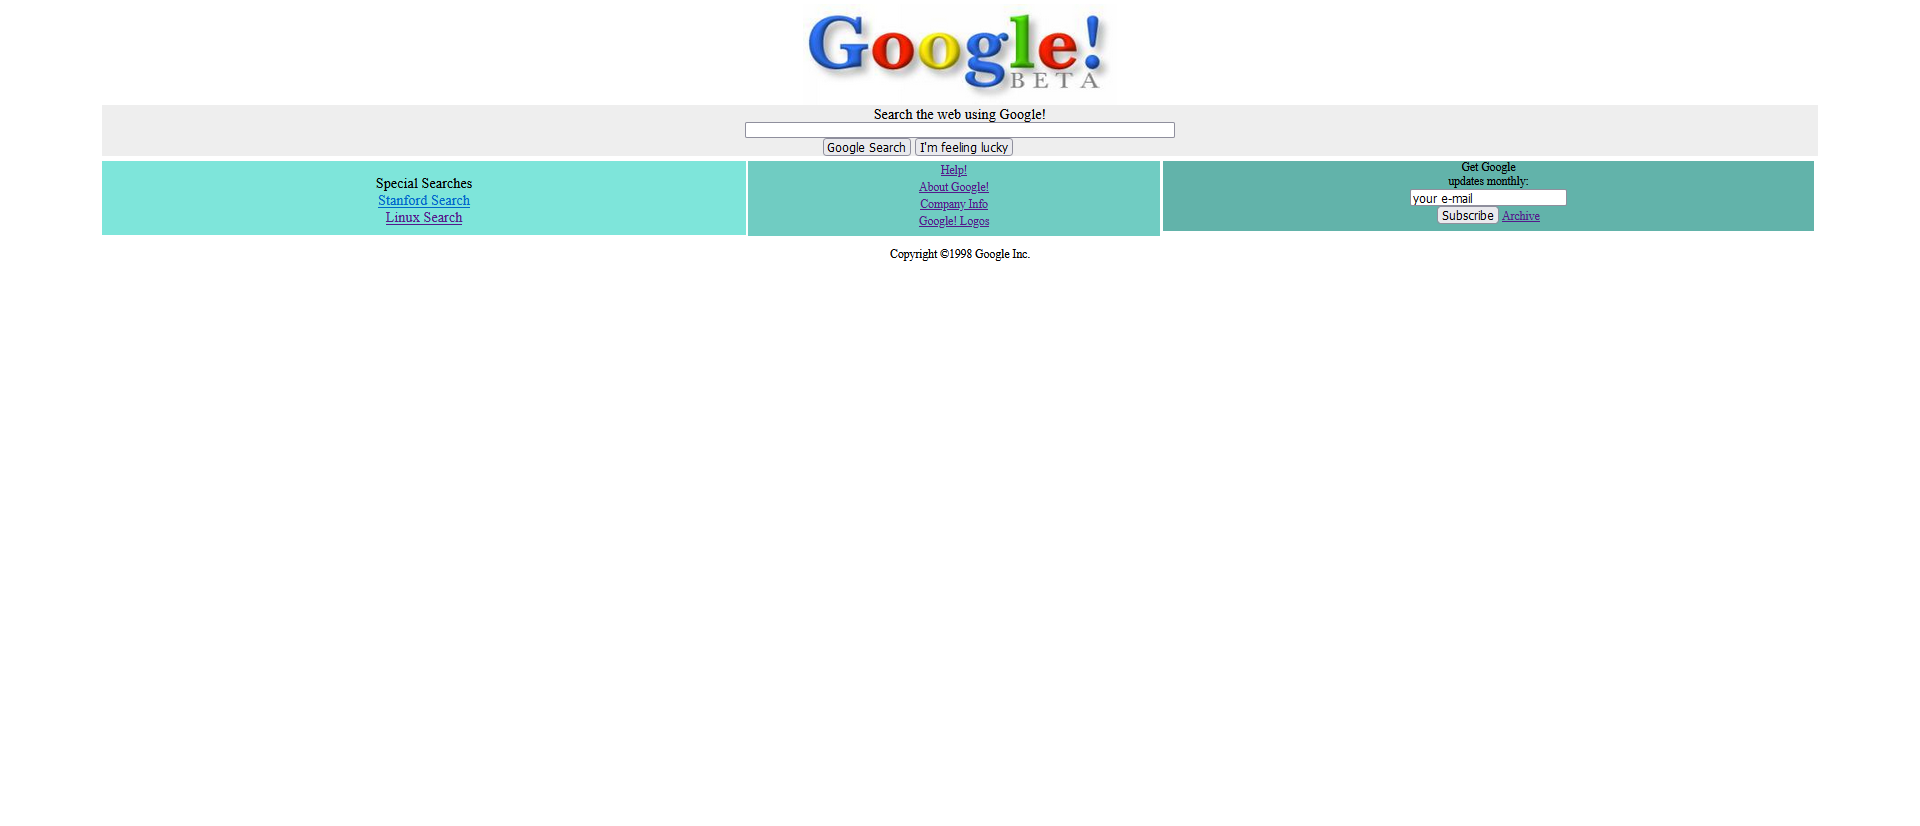 Google!
BETA
Search the web using Google!
Google Search I'm feeling lucky
Special Searches
Stanford Search
Linux Search
Help!
About Google!
Company Info
Google! Logos
Get Google
updates monthly:
your e-mail
Subscribe Archive
Copyright ©1998 Google Inc.